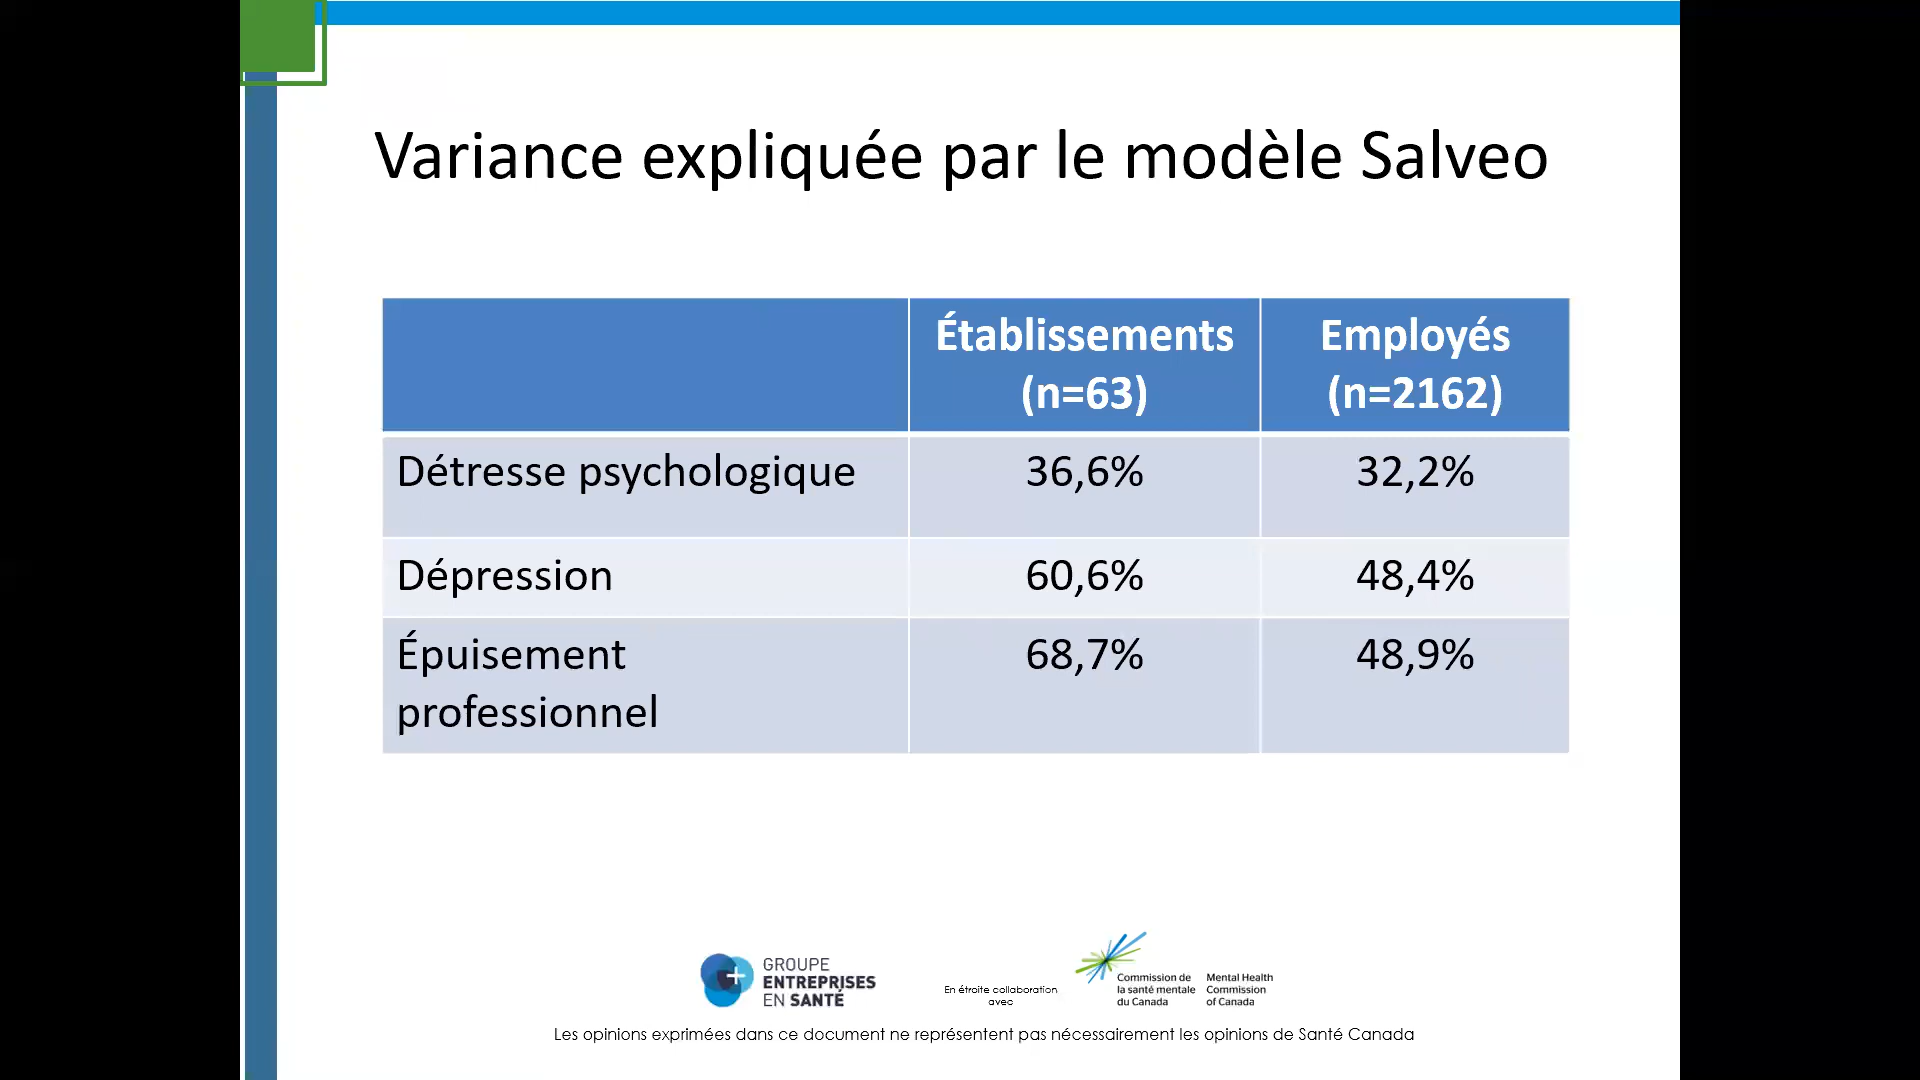 Variance expliquée par le modèle Salveo
Établissements
(n=63)
Employés
(n=2162)
Détresse psychologique
36,6%
32,2%
Dépression
60,6%
48,4%
Épuisement
professionnel
68,7%
48,9%
GROUPE
ENTREPRISES
EN SANTÉ
En étroite collaboration
avec
Commission de
la santé mentale
du Canada
Mental Health
Commission
of Canada
Les opinions exprimées dans ce document ne représentent pas nécessairement les opinions de Santé Canada